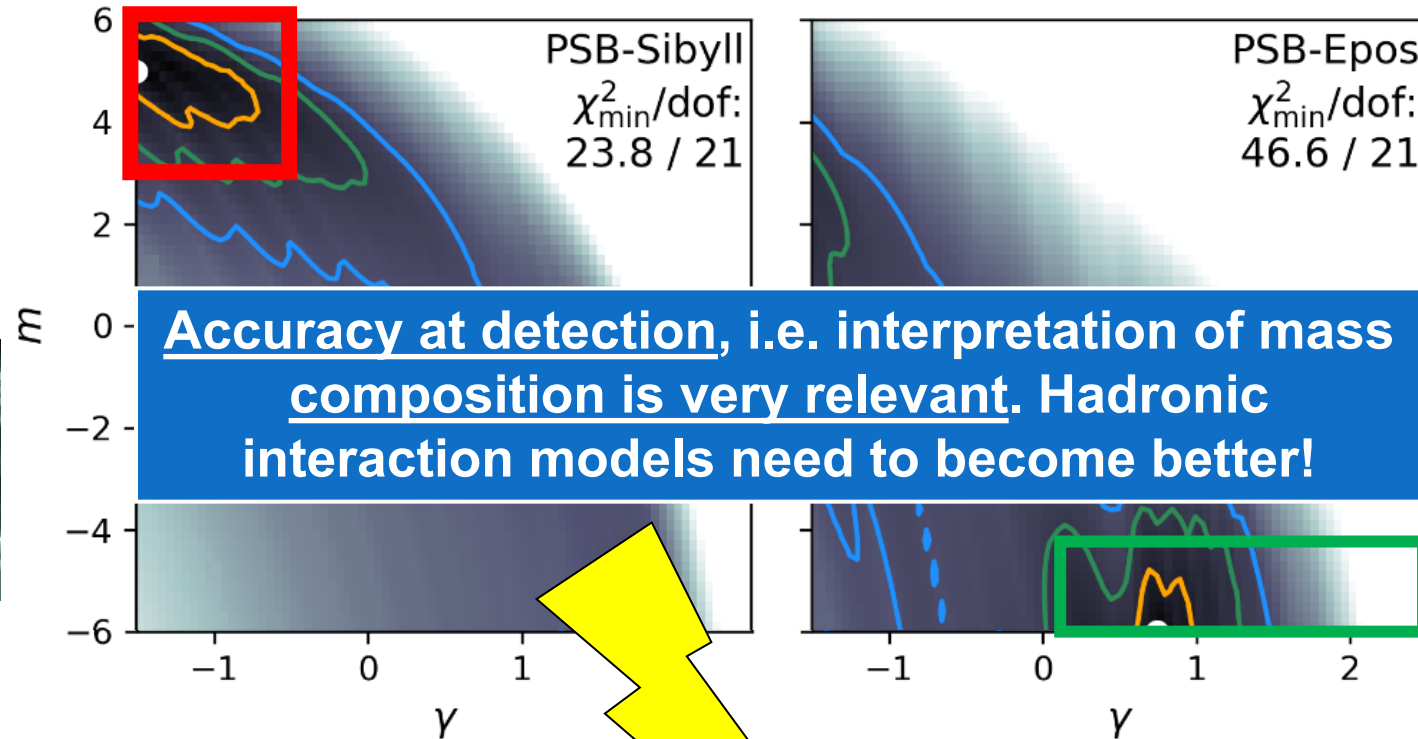 6
4
2
0
−2
−4
−6
m
PSB-Sibyll
χ²min/dof:
23.8 / 21
PSB-Epos
χ²min/dof:
46.6 / 21
Accuracy at detection, i.e. interpretation of mass
composition is very relevant. Hadronic
interaction models need to become better!
−1 0 1
γ
−1 0 1 2
γ